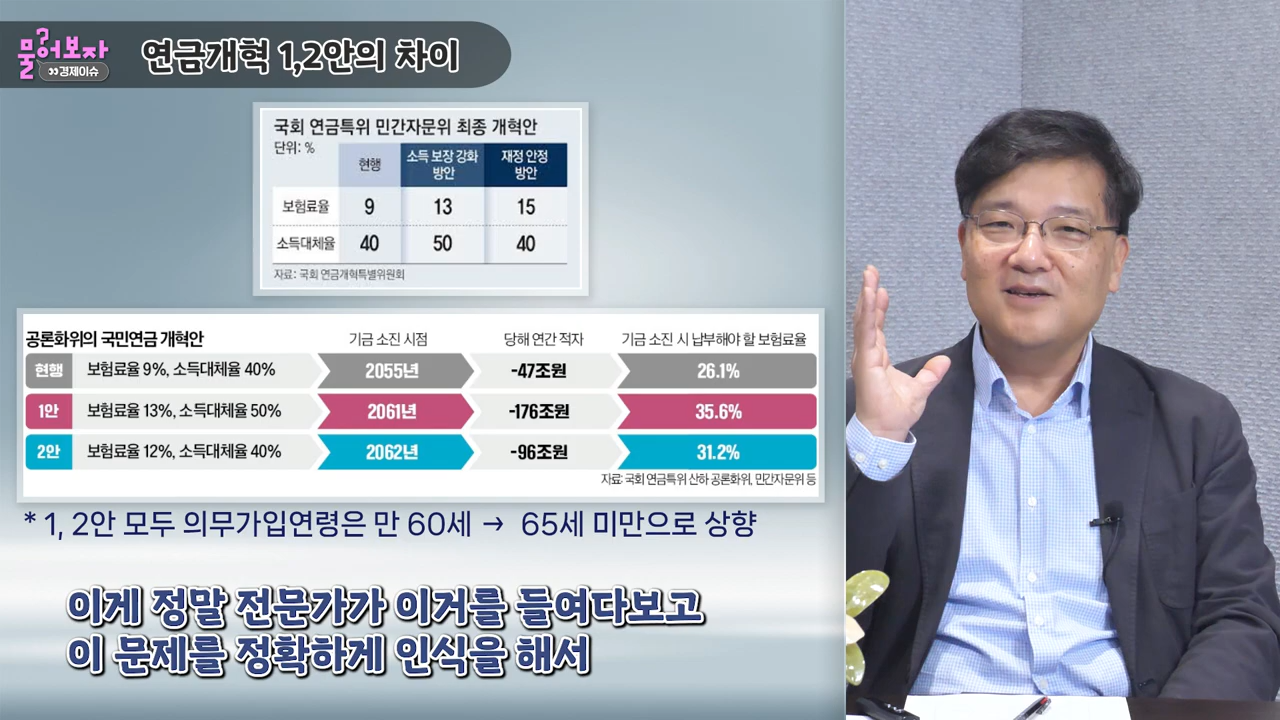 물어보자
경제이슈
연금개혁 1,2안의 차이
국회 연금특위 민간자문위 최종 개혁안
단위: %
현행 소득 보장 강화 방안 재정 안정 방안
보험료율 9 13 15
소득대체율 40 50 40
자료: 국회 연금개혁특별위원회
공론화위의 국민연금 개혁안 기금 소진 시점 당해 연간 적자 기금 소진 시 납부해야 할 보험료율
현행 보험료율 9%, 소득대체율 40% 2055년 -47조원 26.1%
1안 보험료율 13%, 소득대체율 50% 2061년 -176조원 35.6%
2안 보험료율 12%, 소득대체율 40% 2062년 -96조원 31.2%
자료: 국회 연금특위 산하 공론화위, 민간자문위 등
* 1, 2안 모두 의무가입연령은 만 60세 → 65세 미만으로 상향
이게 정말 전문가가 이거를 들여다보고
이 문제를 정확하게 인식을 해서